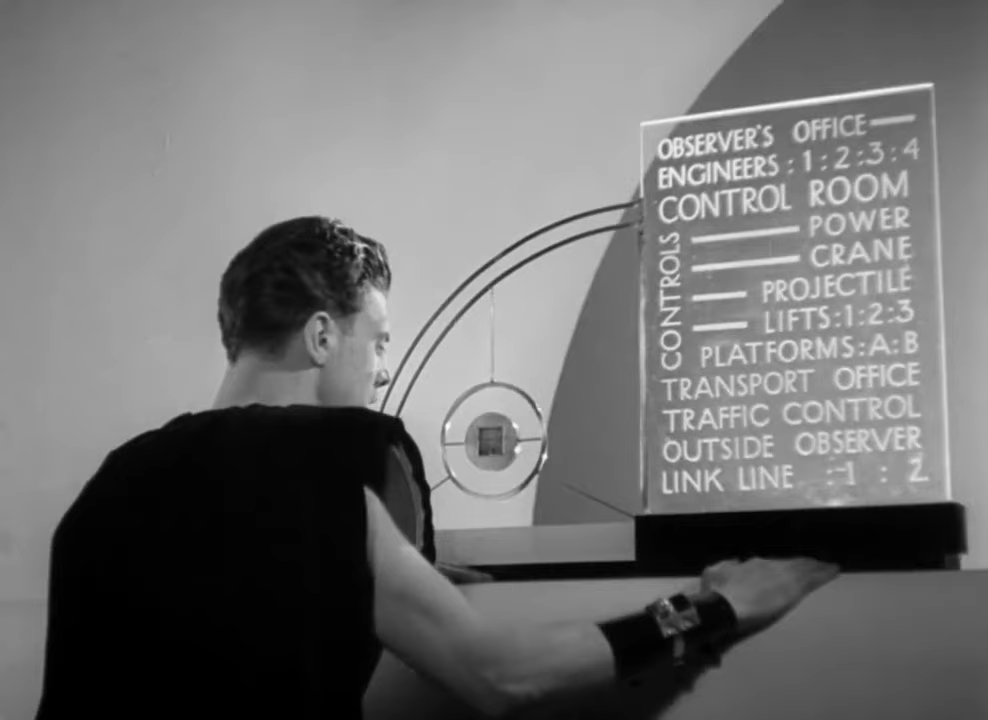 OBSERVER'S OFFICE —
ENGINEERS : 1 : 2 : 3 : 4
CONTROL ROOM
CONTROLS
— POWER
— CRANE
— PROJECTILE
— LIFTS : 1 : 2 : 3
PLATFORMS : A : B
TRANSPORT OFFICE
TRAFFIC CONTROL
OUTSIDE OBSERVER
LINK LINE : 1 : 2